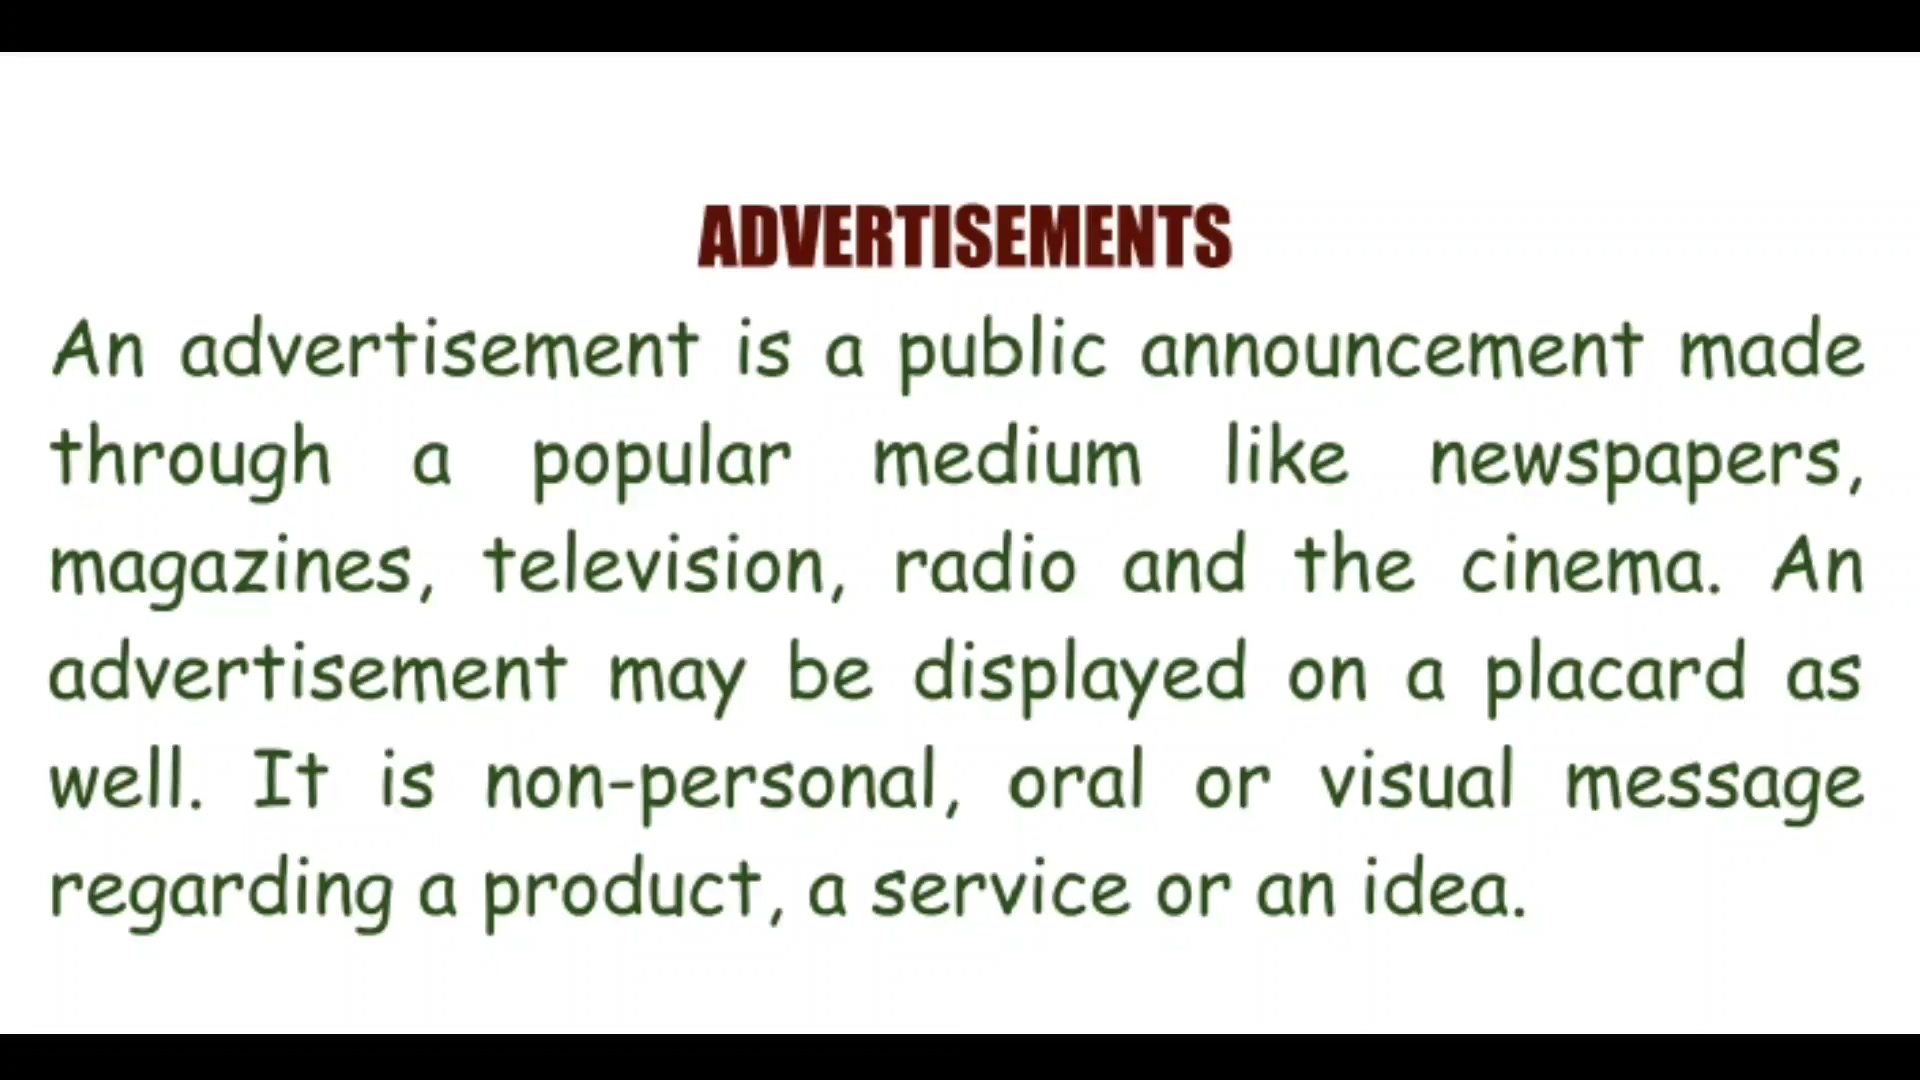 ADVERTISEMENTS
An advertisement is a public announcement made
through a popular medium like newspapers,
magazines, television, radio and the cinema. An
advertisement may be displayed on a placard as
well. It is non-personal, oral or visual message
regarding a product, a service or an idea.